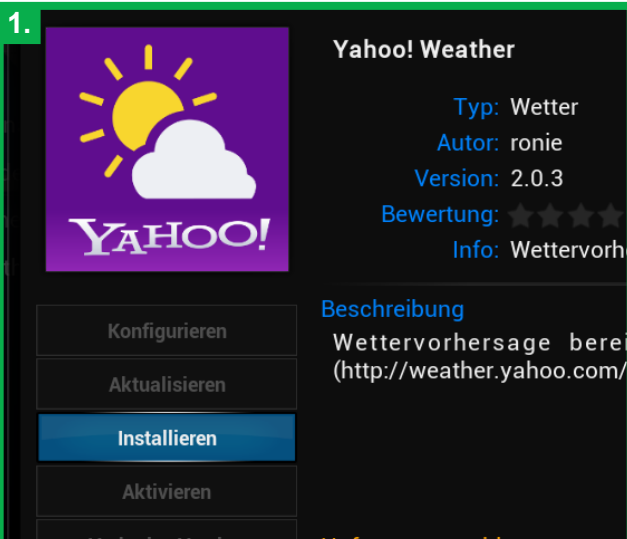 1.
Yahoo! Weather
Typ: Wetter
Autor: ronie
Version: 2.0.3
Bewertung:
Info: Wettervorh
YAHOO!
Beschreibung
Wettervorhersage berei
(http://weather.yahoo.com/
Konfigurieren
Aktualisieren
Installieren
Aktivieren